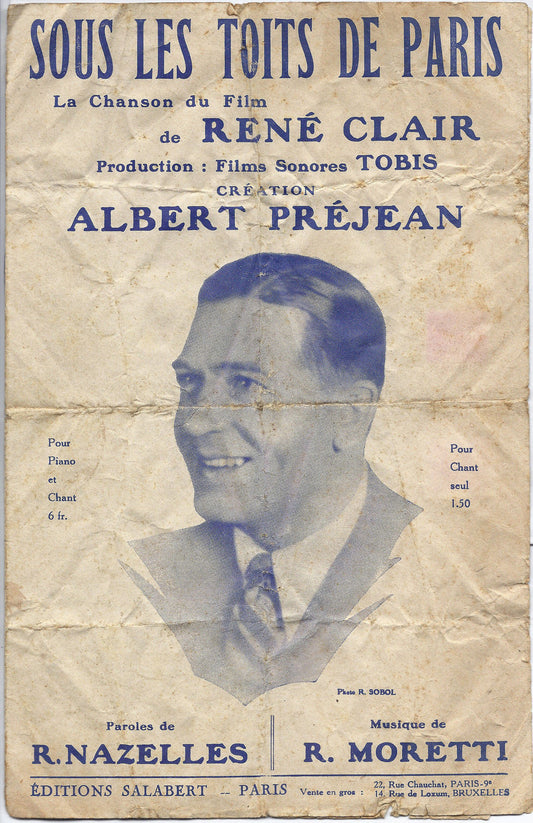 SOUS LES TOITS DE PARIS
La Chanson du Film
de RENÉ CLAIR
Production : Films Sonores TOBIS
CRÉATION
ALBERT PRÉJEAN
Pour
Piano
et
Chant
6 fr.
Pour
Chant
seul
1.50
Photo R. SOBOL
Paroles de
R. NAZELLES
Musique de
R. MORETTI
ÉDITIONS SALABERT -- PARIS Vente en gros : 22, Rue Chauchat, PARIS-9e
14, Rue de Loxum, BRUXELLES